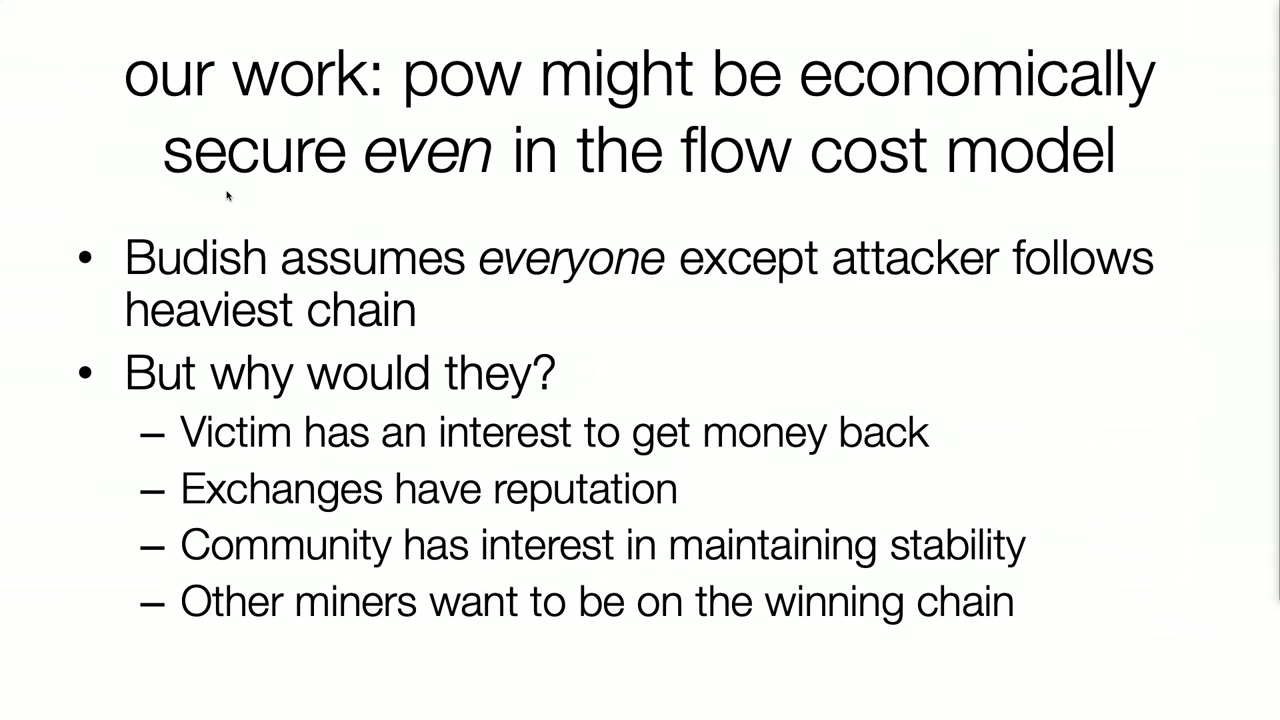 our work: pow might be economically
secure even in the flow cost model
• Budish assumes everyone except attacker follows
heaviest chain
• But why would they?
– Victim has an interest to get money back
– Exchanges have reputation
– Community has interest in maintaining stability
– Other miners want to be on the winning chain